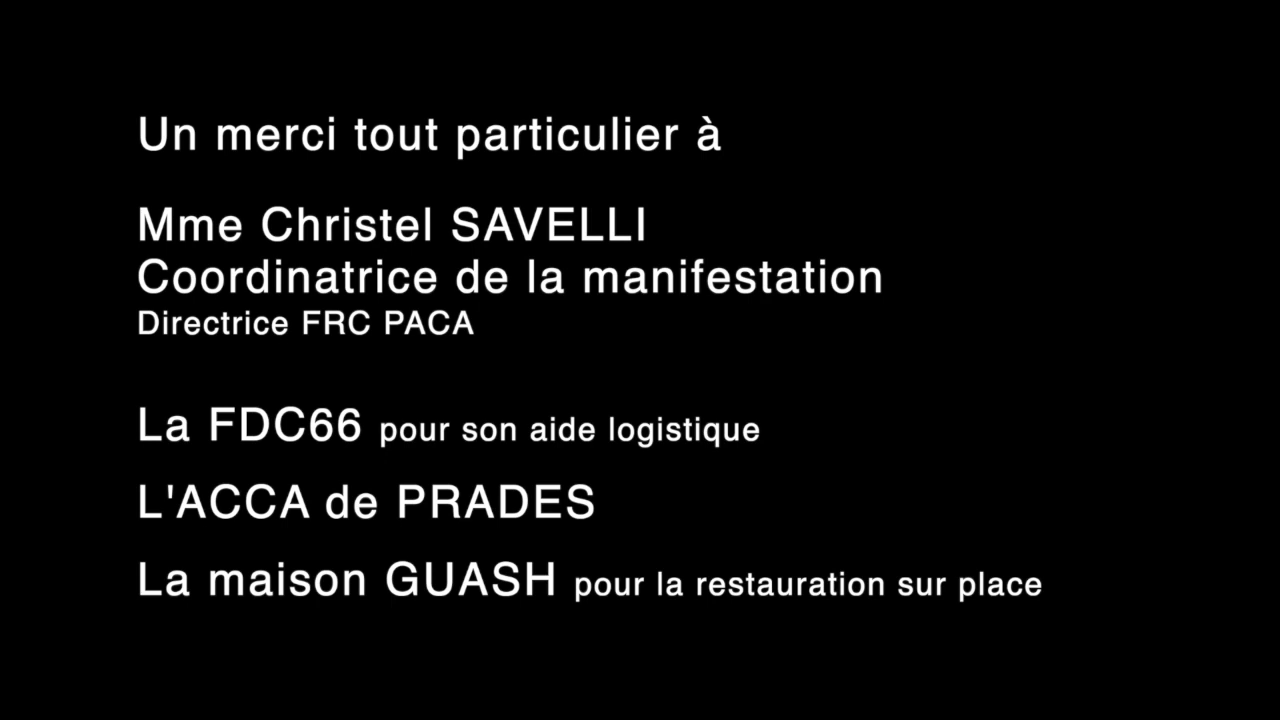 Un merci tout particulier à
Mme Christel SAVELLI
Coordinatrice de la manifestation
Directrice FRC PACA
La FDC66 pour son aide logistique
L'ACCA de PRADES
La maison GUASH pour la restauration sur place